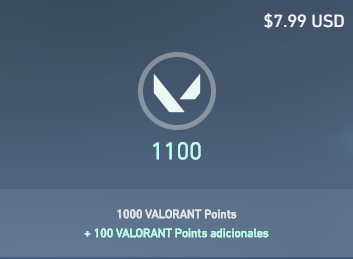 $7.99 USD
1100
1000 VALORANT Points
+ 100 VALORANT Points adicionales